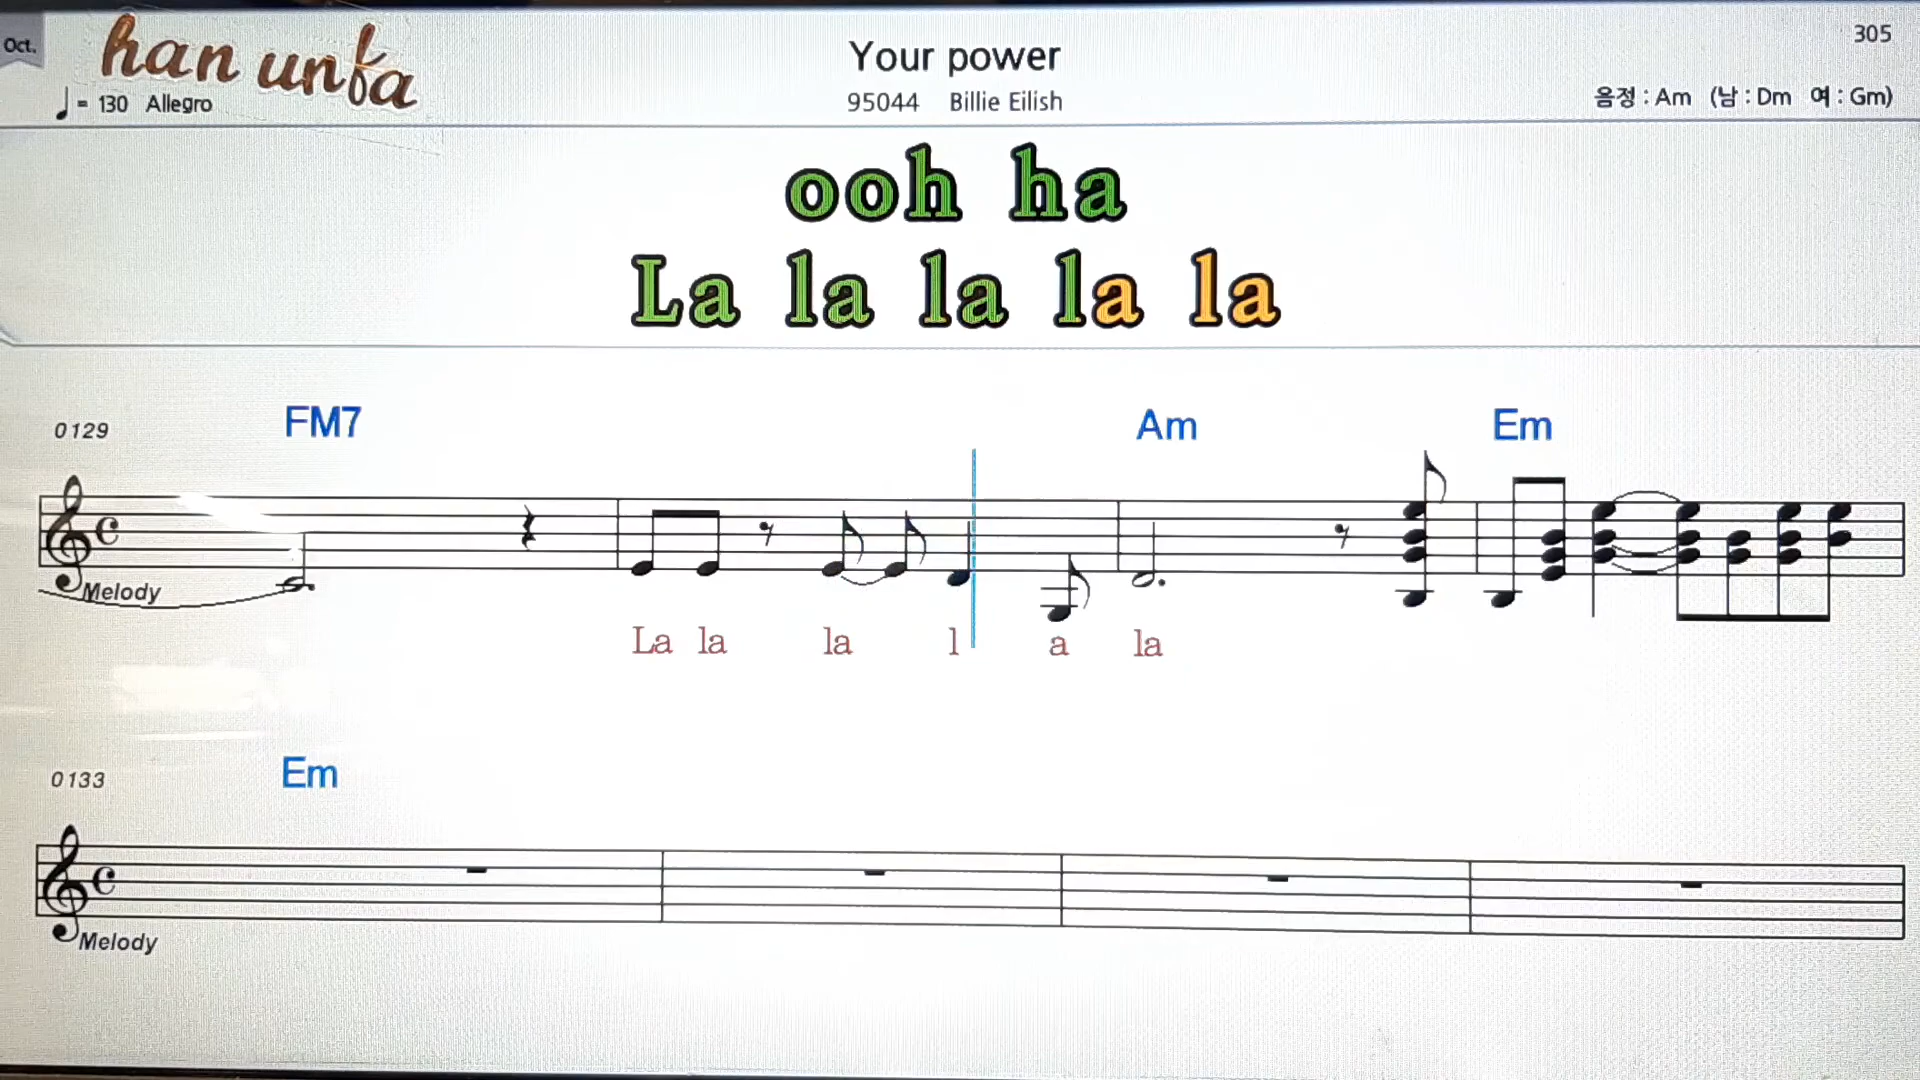 Oct.
han unfa
305
Your power
♩ = 130 Allegro
95044 Billie Eilish
음정 : Am (남 : Dm 여 : Gm)
ooh ha
La la la la la
0129 FM7 Am Em
Melody
La la la l a la
0133 Em
Melody